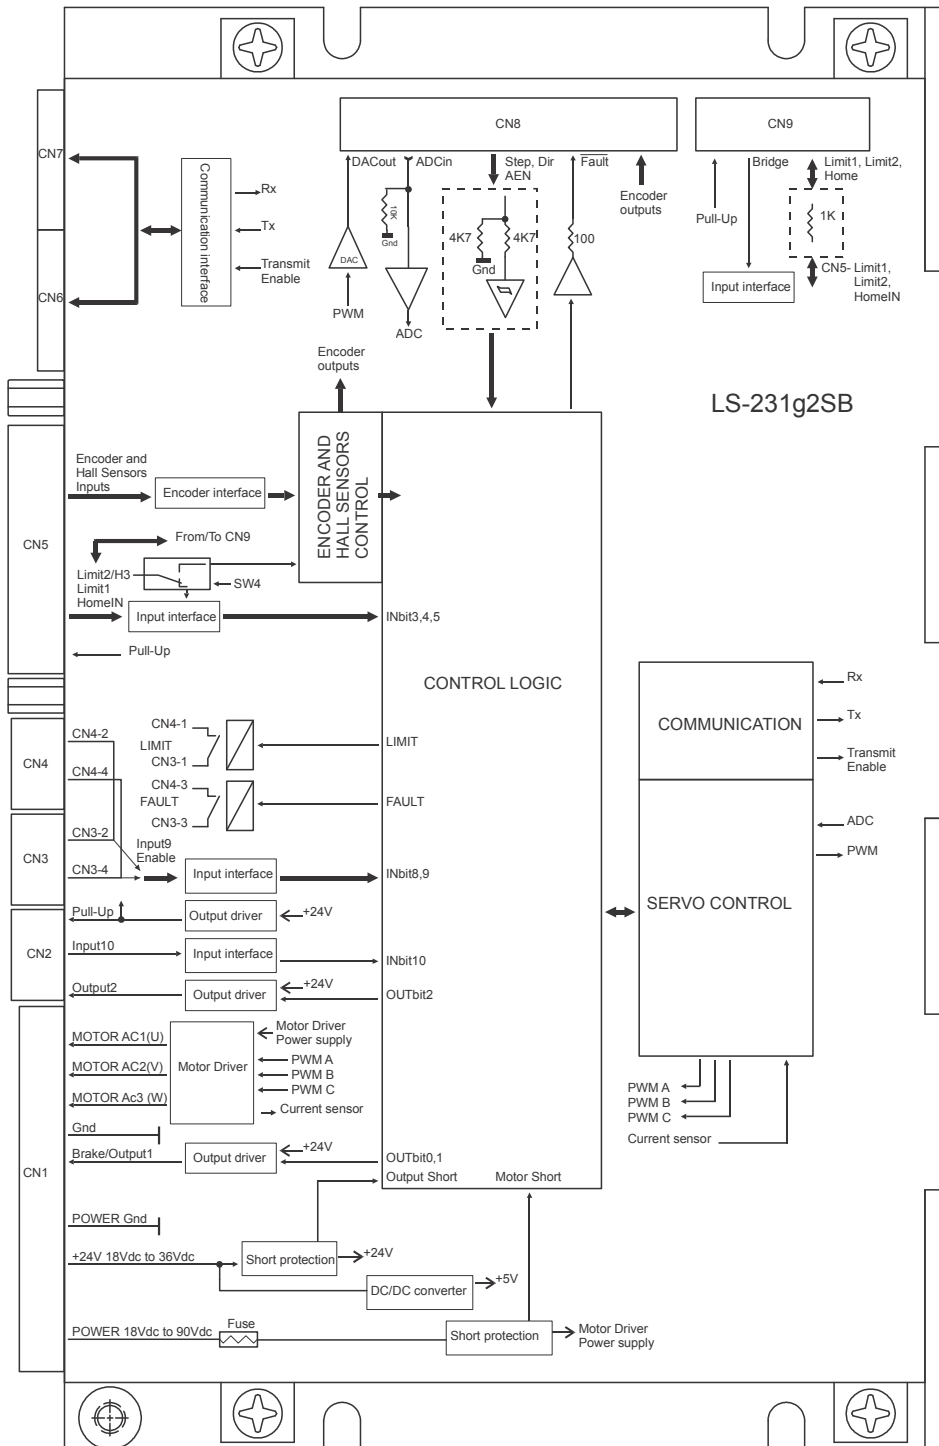 CN8
CN9
CN7
DACout
ADCin
Step, Dir
AEN
Fault
Encoder
outputs
Bridge
Limit1, Limit2,
Home
Pull-Up
Communication interface
Rx
Tx
Transmit
Enable
10K
Gnd
4K7
4K7
Gnd
100
1K
DAC
PWM
ADC
CN6
Input interface
CN5- Limit1,
Limit2,
HomeIN
Encoder
outputs
LS-231g2SB
Encoder and
Hall Sensors
Inputs
Encoder interface
ENCODER AND
HALL SENSORS
CONTROL
CN5
From/To CN9
Limit2/H3
Limit1
HomeIN
SW4
Input interface
INbit3,4,5
Pull-Up
CONTROL LOGIC
COMMUNICATION
Rx
Tx
Transmit
Enable
CN4
CN4-2
CN4-4
CN4-1
LIMIT
CN3-1
LIMIT
CN4-3
FAULT
CN3-3
FAULT
CN3
CN3-2
CN3-4
Input9
Enable
Input interface
INbit8,9
ADC
PWM
SERVO CONTROL
CN2
Pull-Up
Output driver
+24V
Input10
Input interface
INbit10
Output2
Output driver
+24V
OUTbit2
MOTOR AC1(U)
MOTOR AC2(V)
MOTOR Ac3 (W)
Motor Driver
Motor Driver
Power supply
PWM A
PWM B
PWM C
Current sensor
PWM A
PWM B
PWM C
Current sensor
Gnd
CN1
Brake/Output1
Output driver
+24V
OUTbit0,1
Output Short
Motor Short
POWER Gnd
+24V 18Vdc to 36Vdc
Short protection
+24V
DC/DC converter
+5V
POWER 18Vdc to 90Vdc
Fuse
Short protection
Motor Driver
Power supply